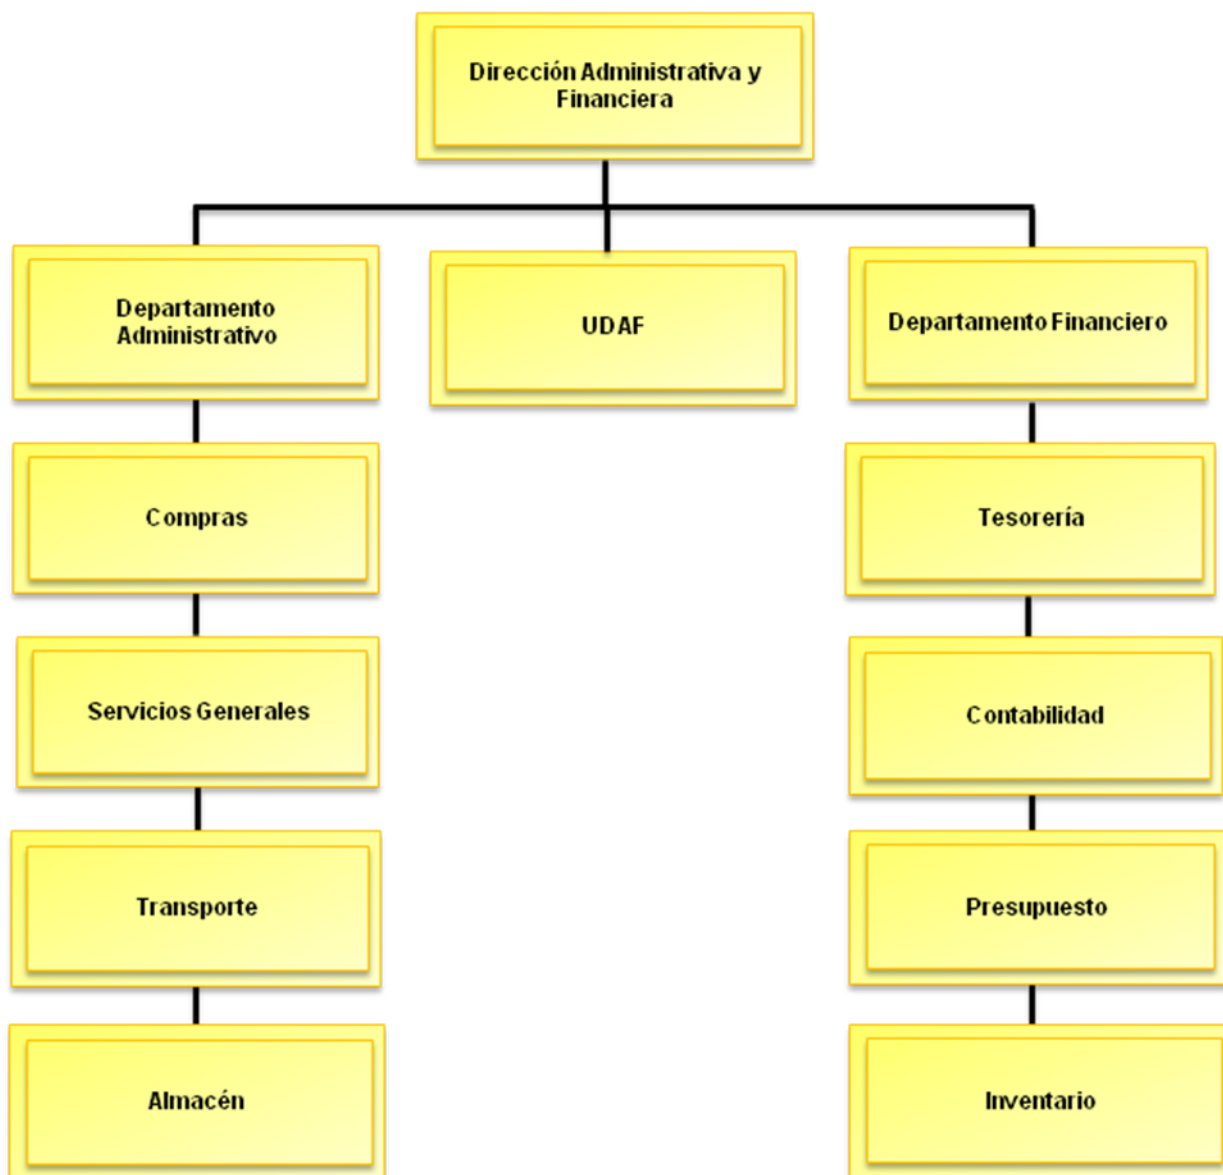 Dirección Administrativa y
Financiera
Departamento
Administrativo
UDAF
Departamento Financiero
Compras
Tesorería
Servicios Generales
Contabilidad
Transporte
Presupuesto
Almacén
Inventario